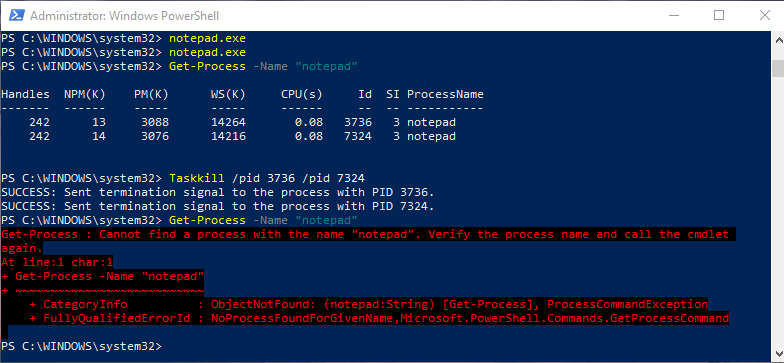 Administrator: Windows PowerShell
PS C:\WINDOWS\system32> notepad.exe
PS C:\WINDOWS\system32> notepad.exe
PS C:\WINDOWS\system32> Get-Process -Name "notepad"
Handles  NPM(K)    PM(K)      WS(K)     CPU(s)     Id  SI ProcessName
-------  ------    -----      -----     ------     --  -- -----------
    242      13     3088      14264       0.08   3736   3 notepad
    242      14     3076      14216       0.08   7324   3 notepad
PS C:\WINDOWS\system32> Taskkill /pid 3736 /pid 7324
SUCCESS: Sent termination signal to the process with PID 3736.
SUCCESS: Sent termination signal to the process with PID 7324.
PS C:\WINDOWS\system32> Get-Process -Name "notepad"
Get-Process : Cannot find a process with the name "notepad". Verify the process name and call the cmdlet
again.
At line:1 char:1
+ Get-Process -Name "notepad"
+ ~~~~~~~~~~~~~~~~~~~~~~~~~~~
    + CategoryInfo          : ObjectNotFound: (notepad:String) [Get-Process], ProcessCommandException
    + FullyQualifiedErrorId : NoProcessFoundForGivenName,Microsoft.PowerShell.Commands.GetProcessCommand
PS C:\WINDOWS\system32>